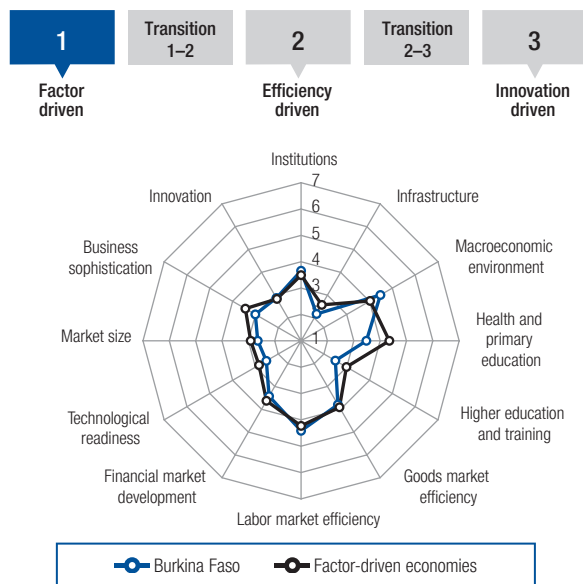 1
Transition
1–2
2
Transition
2–3
3
Factor
driven
Efficiency
driven
Innovation
driven
Institutions
7
Innovation
Infrastructure
6
5
Business
sophistication
Macroeconomic
environment
4
3
Market size
1
Health and
primary
education
Technological
readiness
Higher education
and training
Financial market
development
Goods market
efficiency
Labor market efficiency
Burkina Faso
Factor-driven economies